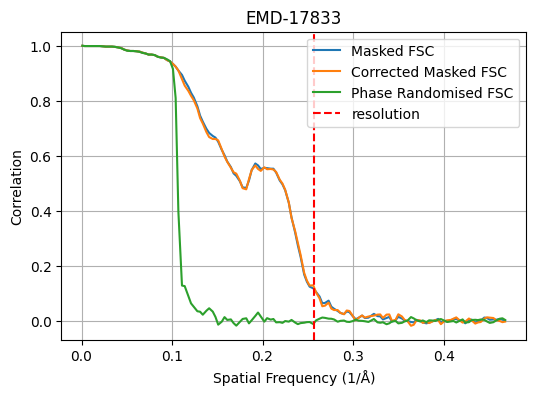 EMD-17833
Masked FSC
Corrected Masked FSC
Phase Randomised FSC
resolution
Correlation
1.0
0.8
0.6
0.4
0.2
0.0
0.0 0.1 0.2 0.3 0.4
Spatial Frequency (1/Å)